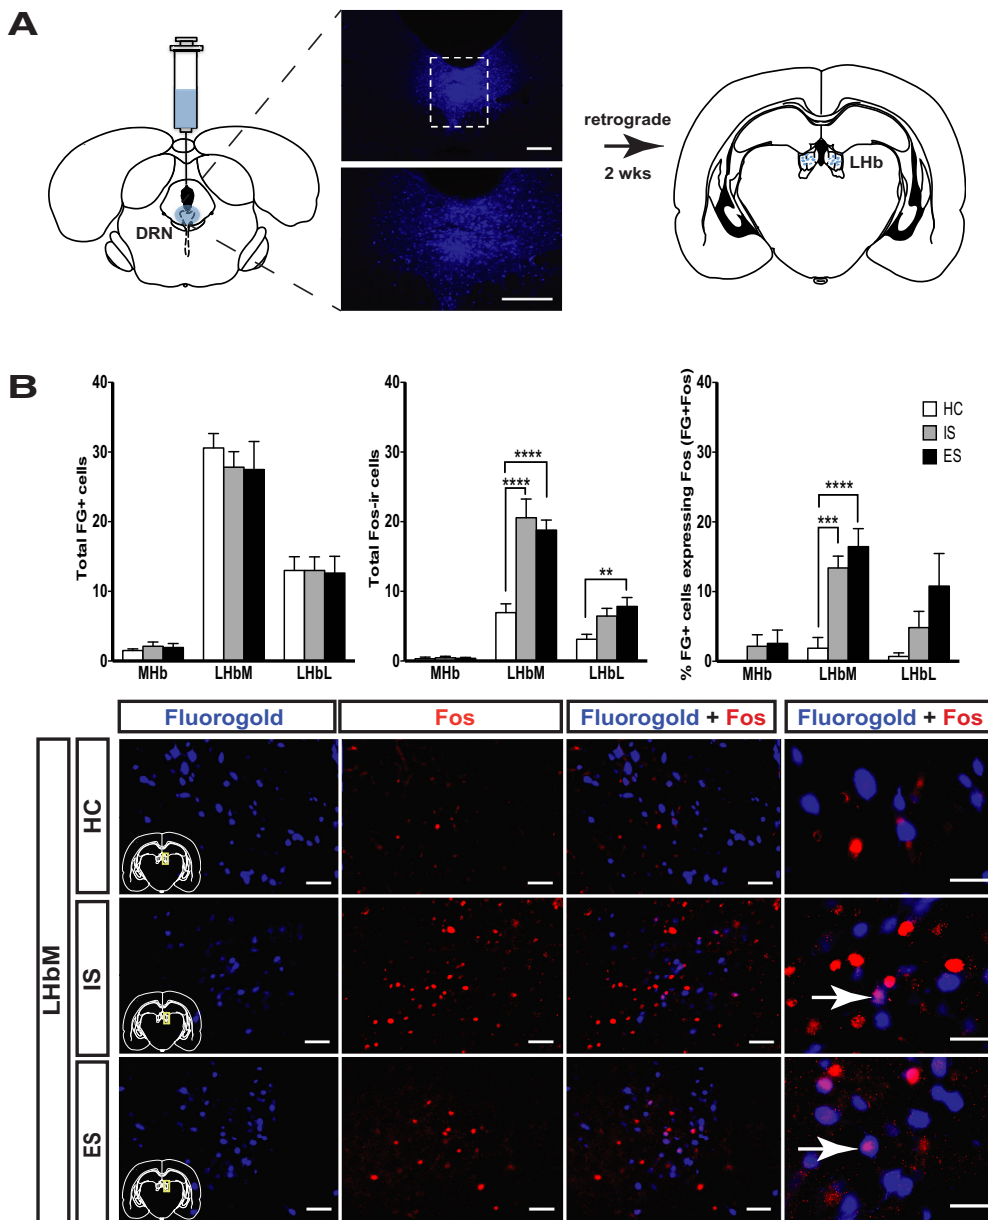 A
DRN
retrograde
2 wks
LHb
B
Total FG+ cells
40
30
20
10
0
MHb
LHbM
LHbL
Total Fos-ir cells
40
30
20
10
0
****
****
**
MHb
LHbM
LHbL
% FG+ cells expressing Fos (FG+Fos)
40
20
0
***
****
MHb
LHbM
LHbL
HC
IS
ES
Fluorogold
Fos
Fluorogold + Fos
Fluorogold + Fos
LHbM
HC
IS
ES